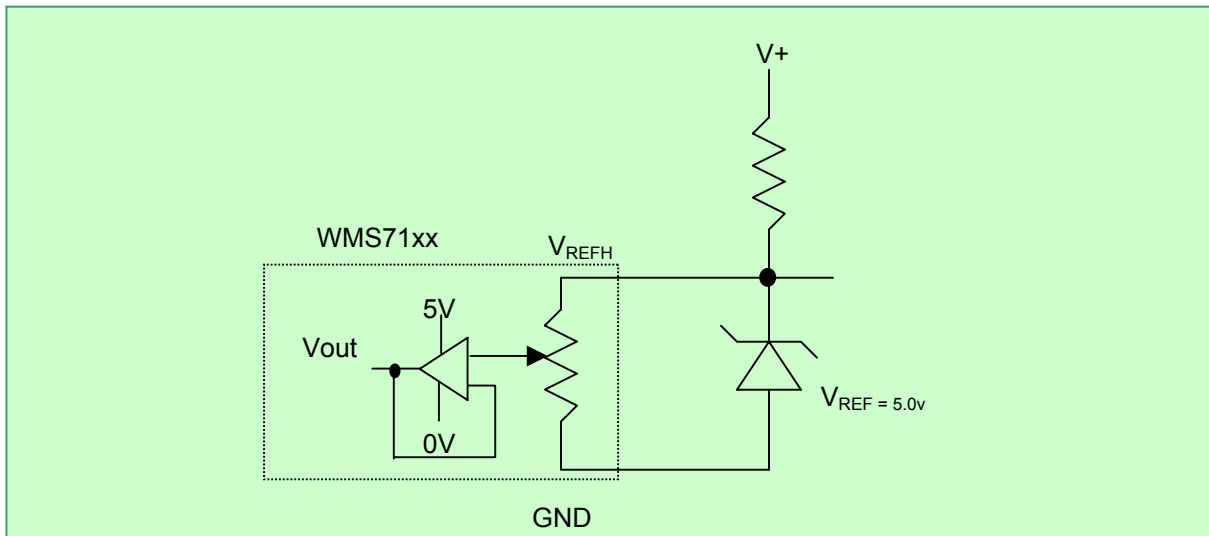 V+
WMS71xx
VREFH
5V
Vout
VREF = 5.0v
0V
GND